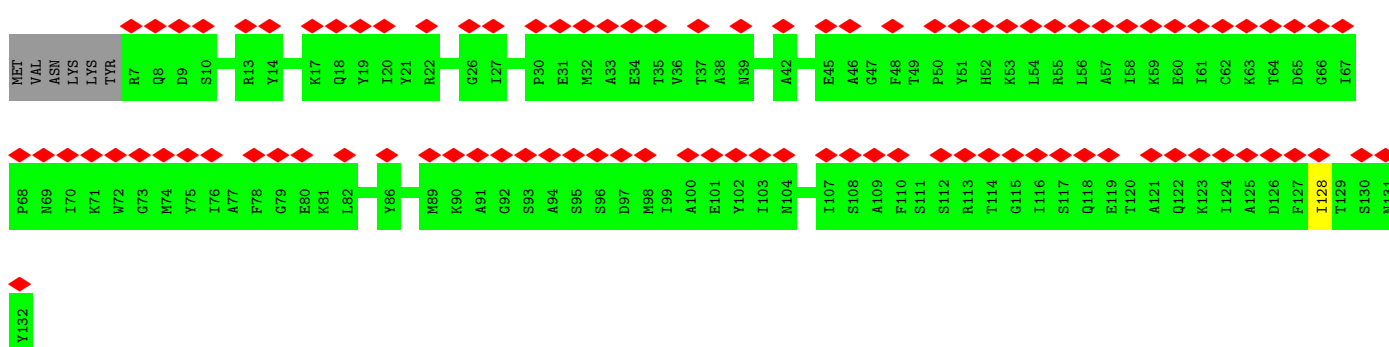 MET VAL ASN LYS LYS TYR R7 Q8 D9 S10 R13 Y14 K17 Q18 Y19 I20 Y21 R22 G26 I27 P30 E31 M32 A33 E34 T35 V36 T37 A38 N39 A42 E45 A46 G47 F48 T49 P50 Y51 H52 K53 L54 R55 L56 A57 I58 K59 E60 I61 C62 K63 T64 D65 G66 I67
P68 N69 I70 K71 W72 G73 M74 Y75 I76 A77 F78 G79 E80 K81 L82 Y86 M89 K90 A91 G92 S93 A94 S95 S96 D97 M98 I99 A100 E101 Y102 I103 N104 I107 S108 A109 F110 S111 S112 R113 T114 G115 I116 S117 Q118 E119 T120 A121 Q122 K123 I124 A125 D126 F127 I128 T129 S130 N131
Y132